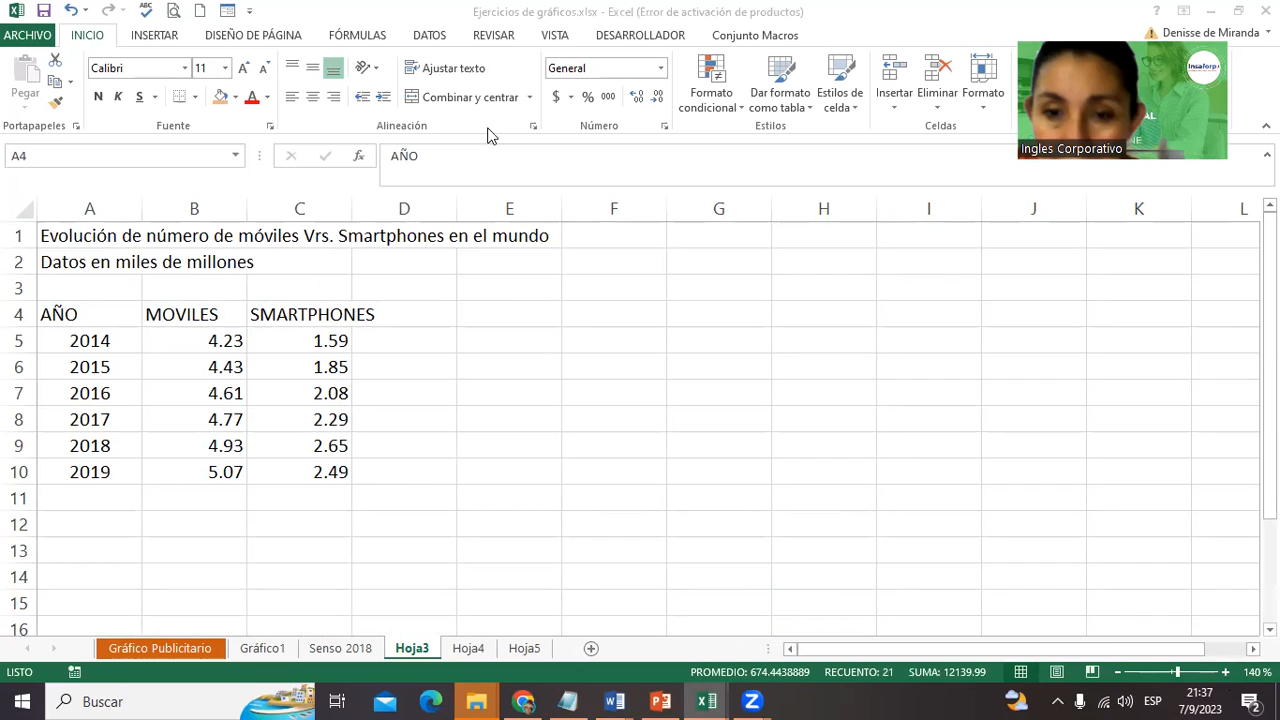 Ejercicios de gráficos.xlsx - Excel (Error de activación de productos)
ARCHIVO INICIO INSERTAR DISEÑO DE PÁGINA FÓRMULAS DATOS REVISAR VISTA DESARROLLADOR Conjunto Macros Denisse de Miranda
Pegar
Calibri 11
N K S
Ajustar texto
Combinar y centrar
General
$ % 000
Formato condicional
Dar formato como tabla
Estilos de celda
Insertar Eliminar Formato
Portapapeles Fuente Alineación Número Estilos Celdas
Insaforp
Ingles Corporativo
A4 fx AÑO
A B C D E F G H I J K L
1 Evolución de número de móviles Vrs. Smartphones en el mundo
2 Datos en miles de millones
3
4 AÑO MOVILES SMARTPHONES
5 2014 4.23 1.59
6 2015 4.43 1.85
7 2016 4.61 2.08
8 2017 4.77 2.29
9 2018 4.93 2.65
10 2019 5.07 2.49
11
12
13
14
15
16
Gráfico Publicitario Gráfico1 Senso 2018 Hoja3 Hoja4 Hoja5
LISTO PROMEDIO: 674.4438889 RECUENTO: 21 SUMA: 12139.99 140 %
Buscar ESP 21:37
7/9/2023 2